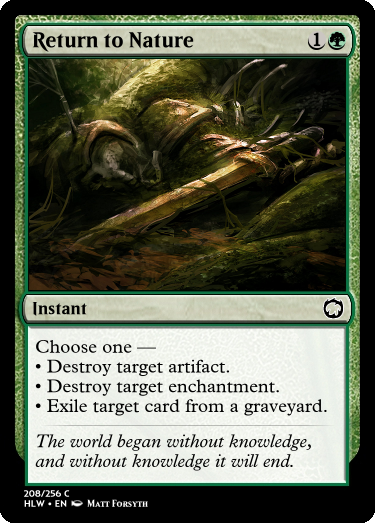 Return to Nature 1
Instant
Choose one —
• Destroy target artifact.
• Destroy target enchantment.
• Exile target card from a graveyard.
The world began without knowledge,
and without knowledge it will end.
208/256 C
HLW • EN Matt Forsyth